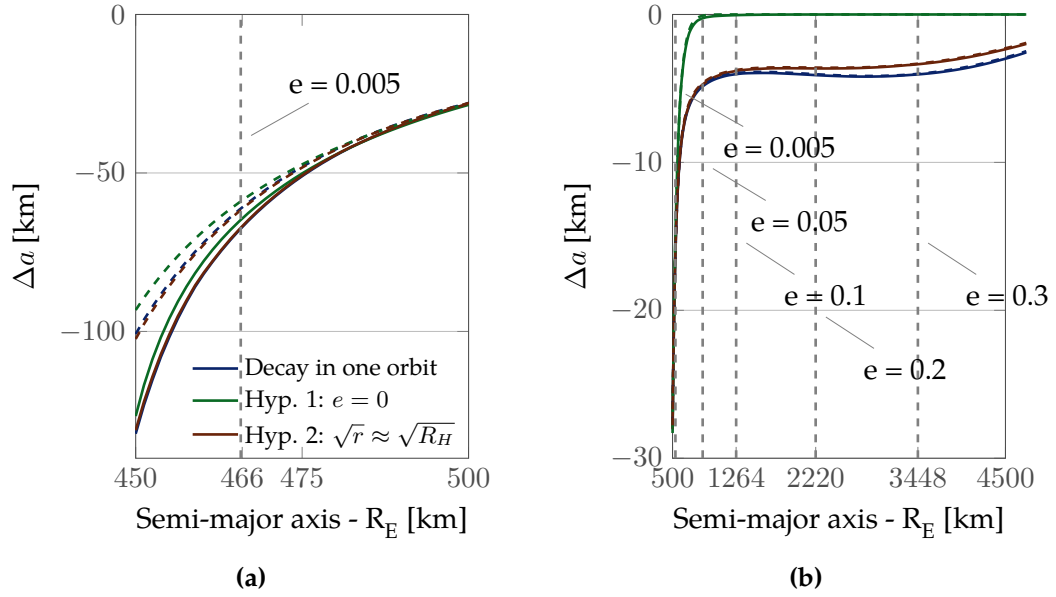 0
−50
−100
∆a [km]
e = 0.005
Decay in one orbit
Hyp. 1: e = 0
Hyp. 2: √r ≈ √R_H
450 466 475 500
Semi-major axis - R_E [km]
(a)
0
−10
−20
−30
∆a [km]
e = 0.005
e = 0.05
e = 0.1
e = 0.3
e = 0.2
500 1264 2220 3448 4500
Semi-major axis - R_E [km]
(b)